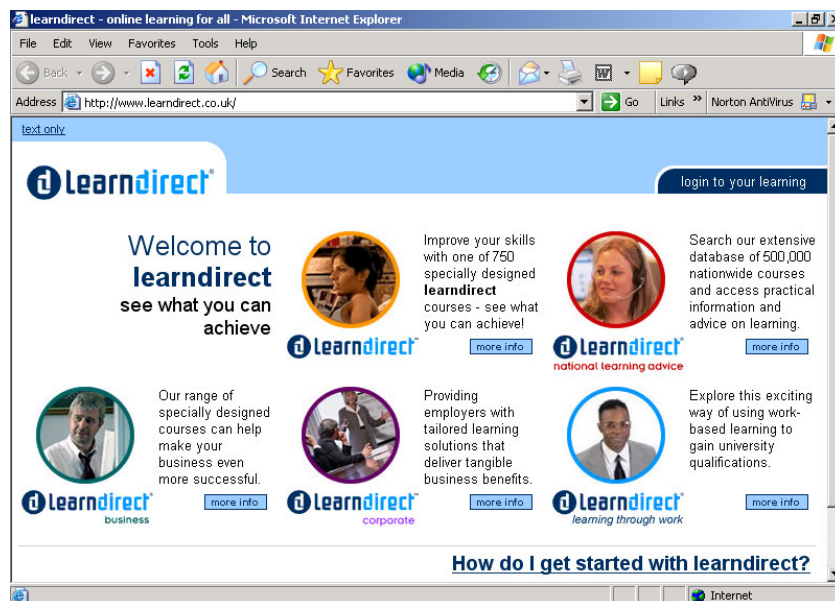 learndirect - online learning for all - Microsoft Internet Explorer
File Edit View Favorites Tools Help
Back Search Favorites Media
Address http://www.learndirect.co.uk/ Go Links » Norton AntiVirus
text only
learndirect
login to your learning
Welcome to
learndirect
see what you can
achieve
Improve your skills
with one of 750
specially designed
learndirect
courses - see what
you can achieve!
learndirect
more info
Search our extensive
database of 500,000
nationwide courses
and access practical
information and
advice on learning.
learndirect
national learning advice
more info
Our range of
specially designed
courses can help
make your
business even
more successful.
learndirect
business
more info
Providing
employers with
tailored learning
solutions that
deliver tangible
business benefits.
learndirect
corporate
more info
Explore this exciting
way of using work-
based learning to
gain university
qualifications.
learndirect
learning through work
more info
How do I get started with learndirect?
Internet